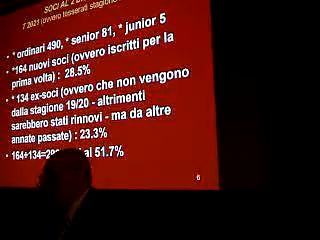 SOCI AL
2021 (ovvero tesserati stagione
• * ordinari 490, * senior 81, * junior 5
• *164 nuovi soci (ovvero iscritti per la
prima volta) : 28.5%
• * 134 ex-soci (ovvero che non vengono
dalla stagione 19/20 - altrimenti
sarebbero stati rinnovi - ma da altre
annate passate) : 23.3%
• 164+134= al 51.7%
6